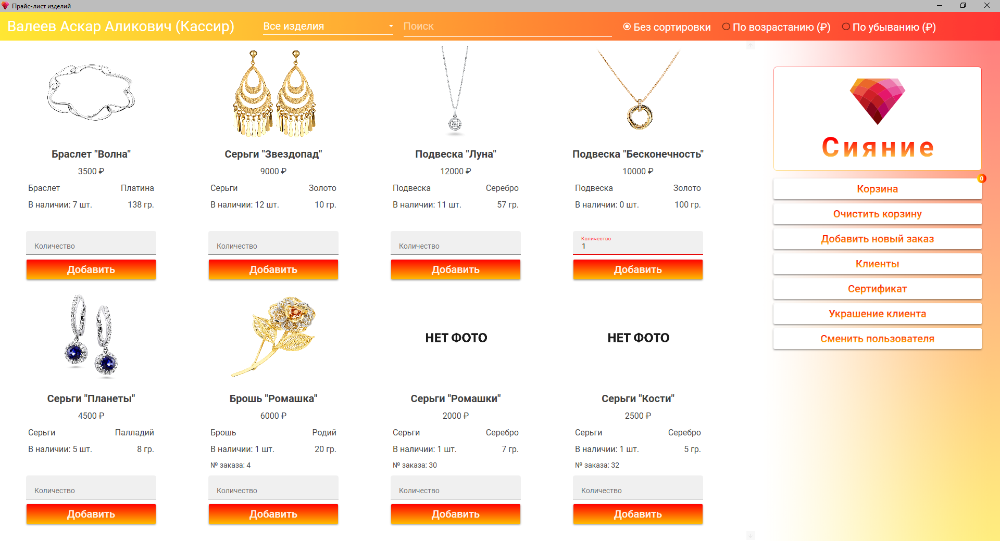 Прайс-лист изделий
Валеев Аскар Аликович (Кассир)
Все изделия
Поиск
Без сортировки
По возрастанию (₽)
По убыванию (₽)
Браслет "Волна"
3500 ₽
Браслет Платина
В наличии: 7 шт. 138 гр.
Количество
Добавить
Серьги "Звездопад"
9000 ₽
Серьги Золото
В наличии: 12 шт. 10 гр.
Количество
Добавить
Подвеска "Луна"
12000 ₽
Подвеска Серебро
В наличии: 11 шт. 57 гр.
Количество
Добавить
Подвеска "Бесконечность"
10000 ₽
Подвеска Золото
В наличии: 0 шт. 100 гр.
Количество
1
Добавить
Серьги "Планеты"
4500 ₽
Серьги Палладий
В наличии: 5 шт. 8 гр.
Количество
Добавить
Брошь "Ромашка"
6000 ₽
Брошь Родий
В наличии: 1 шт. 20 гр.
№ заказа: 4
Количество
Добавить
НЕТ ФОТО
Серьги "Ромашки"
2000 ₽
Серьги Серебро
В наличии: 1 шт. 7 гр.
№ заказа: 30
Количество
Добавить
НЕТ ФОТО
Серьги "Кости"
2500 ₽
Серьги Серебро
В наличии: 1 шт. 5 гр.
№ заказа: 32
Количество
Добавить
Сияние
0
Корзина
Очистить корзину
Добавить новый заказ
Клиенты
Сертификат
Украшение клиента
Сменить пользователя